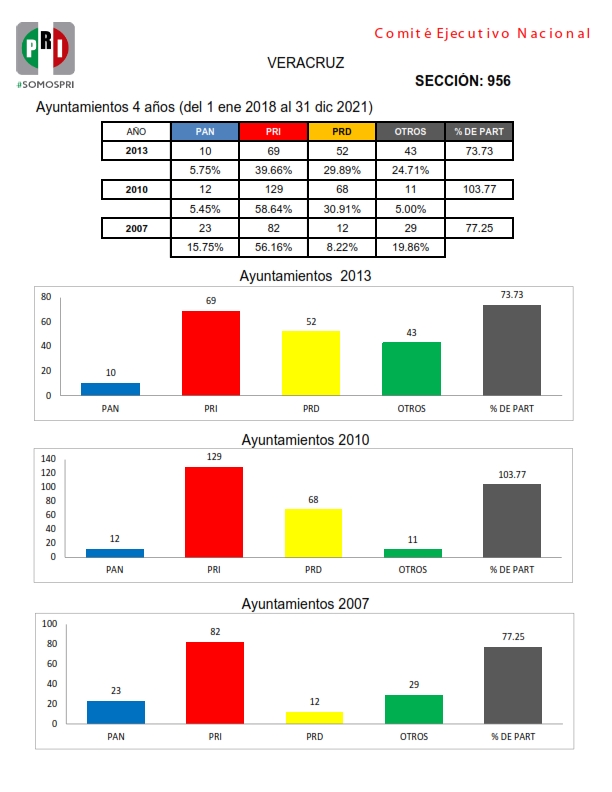 Comité Ejecutivo Nacional
PRI
#SOMOSPRI
VERACRUZ
SECCIÓN: 956
Ayuntamientos 4 años (del 1 ene 2018 al 31 dic 2021)
AÑO PAN PRI PRD OTROS % DE PART
2013 10 69 52 43 73.73
5.75% 39.66% 29.89% 24.71%
2010 12 129 68 11 103.77
5.45% 58.64% 30.91% 5.00%
2007 23 82 12 29 77.25
15.75% 56.16% 8.22% 19.86%
Ayuntamientos 2013
80
60
40
20
0
10
69
52
43
73.73
PAN PRI PRD OTROS % DE PART
Ayuntamientos 2010
140
120
100
80
60
40
20
0
12
129
68
11
103.77
PAN PRI PRD OTROS % DE PART
Ayuntamientos 2007
100
80
60
40
20
0
23
82
12
29
77.25
PAN PRI PRD OTROS % DE PART